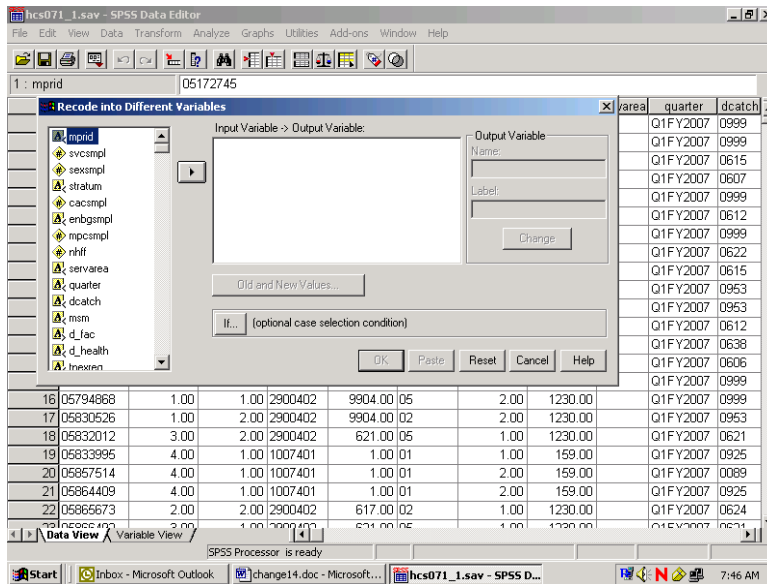 hcs071_1.sav - SPSS Data Editor
File Edit View Data Transform Analyze Graphs Utilities Add-ons Window Help
1 : mprid 05172745
varea quarter dcatch
Recode into Different Variables
mprid
svcsmpl
sexsmpl
stratum
cacsmpl
enbgsmpl
mpcsmpl
nhff
servarea
quarter
dcatch
msm
d_fac
d_health
tnexreg
Input Variable -> Output Variable:
Output Variable
Name:
Label:
Change
Old and New Values...
If... (optional case selection condition)
OK Paste Reset Cancel Help
Q1FY2007 0999
Q1FY2007 0999
Q1FY2007 0615
Q1FY2007 0607
Q1FY2007 0999
Q1FY2007 0612
Q1FY2007 0999
Q1FY2007 0622
Q1FY2007 0615
Q1FY2007 0953
Q1FY2007 0953
Q1FY2007 0612
Q1FY2007 0638
Q1FY2007 0606
Q1FY2007 0999
16 05794868 1.00 1.00 2900402 9904.00 05 2.00 1230.00 Q1FY2007 0999
17 05830526 1.00 2.00 2900402 9904.00 02 2.00 1230.00 Q1FY2007 0953
18 05832012 3.00 2.00 2900402 621.00 05 1.00 1230.00 Q1FY2007 0621
19 05833995 4.00 1.00 1007401 1.00 01 1.00 159.00 Q1FY2007 0925
20 05857514 4.00 1.00 1007401 1.00 01 2.00 159.00 Q1FY2007 0089
21 05864409 4.00 1.00 1007401 1.00 01 2.00 159.00 Q1FY2007 0925
22 05865673 2.00 2.00 2900402 617.00 02 1.00 1230.00 Q1FY2007 0624
Data View Variable View
SPSS Processor is ready
Start Inbox - Microsoft Outlook change14.doc - Microsoft... hcs071_1.sav - SPSS D... 7:46 AM